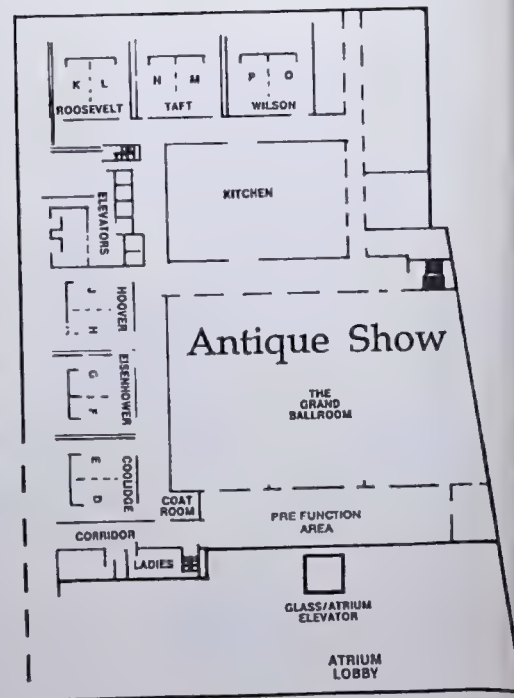 K L
ROOSEVELT
H M
TAFT
P O
WILSON
KITCHEN
ELEVATORS
J H
HOOVER
G F
EISENHOWER
E D
COOLIDGE
Antique Show
THE
GRAND
BALLROOM
COAT
ROOM
PRE FUNCTION
AREA
CORRIDOR
LADIES
GLASS/ATRIUM
ELEVATOR
ATRIUM
LOBBY